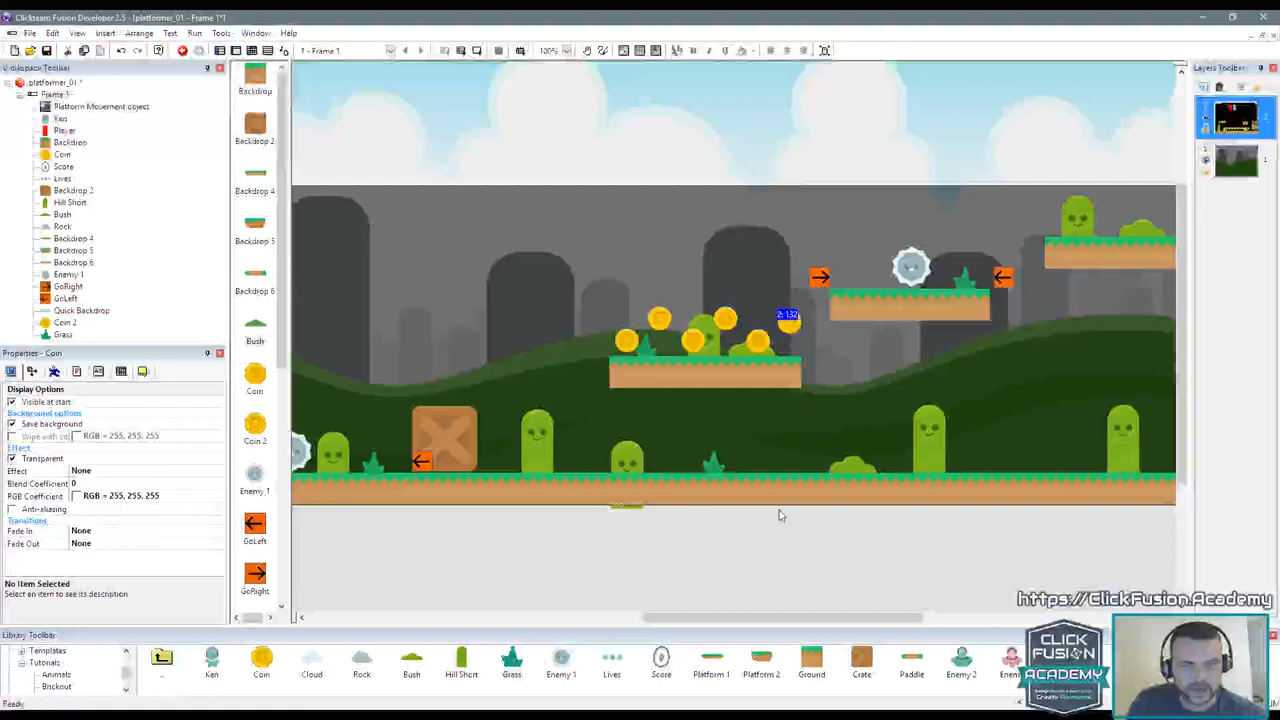 Clickteam Fusion Developer 2.5 - [platformer_01 - Frame 1*]
File Edit View Insert Arrange Text Run Tools Window Help
1 - Frame 1
100%
Workspace Toolbar
platformer_01 *
Frame 1
Platform Movement object
Ken
Player
Backdrop
Coin
Score
Lives
Backdrop 2
Hill Short
Bush
Rock
Backdrop 4
Backdrop 5
Backdrop 6
Enemy 1
GoRight
GoLeft
Quick Backdrop
Coin 2
Grass
Properties - Coin
Display Options
Visible at start
Background options
Save background
Wipe with co RGB = 255, 255, 255
Effect
Transparent
Effect None
Blend Coefficient 0
RGB Coefficient RGB = 255, 255, 255
Anti-aliasing
Transitions
Fade In None
Fade Out None
No Item Selected
Select an item to see its description
Backdrop
Backdrop 2
Backdrop 4
Backdrop 5
Backdrop 6
Bush
Coin
Coin 2
Enemy 1
GoLeft
GoRight
2: 132
Layers Toolbar
2
1
1
Library Toolbar
Templates
Tutorials
Animals
Brickout
..
Ken
Coin
Cloud
Rock
Bush
Hill Short
Grass
Enemy 1
Lives
Score
Platform 1
Platform 2
Ground
Crate
Paddle
Enemy 2
Ready
https://ClickFusion.Academy
CLICK
FUSION
ACADEMY